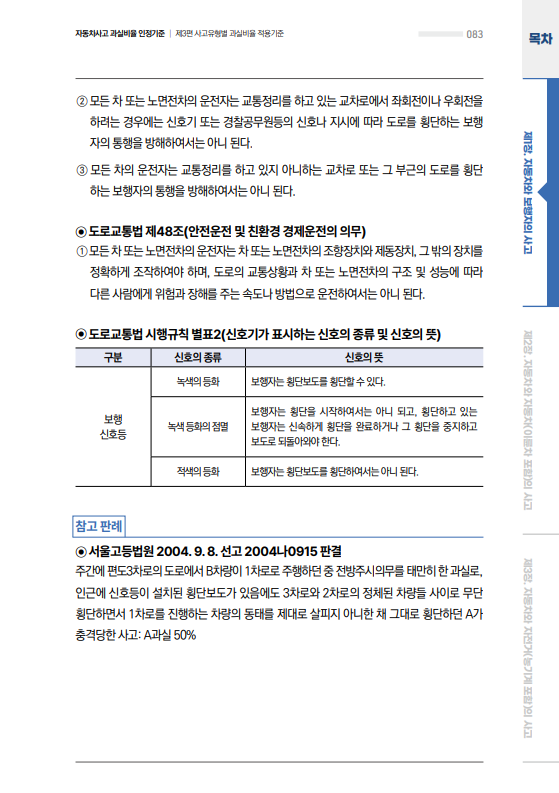 자동차사고 과실비율 인정기준 | 제3편 사고유형별 과실비율 적용기준
083
목차
② 모든 차 또는 노면전차의 운전자는 교통정리를 하고 있는 교차로에서 좌회전이나 우회전을
하려는 경우에는 신호기 또는 경찰공무원등의 신호나 지시에 따라 도로를 횡단하는 보행
자의 통행을 방해하여서는 아니 된다.
③ 모든 차의 운전자는 교통정리를 하고 있지 아니하는 교차로 또는 그 부근의 도로를 횡단
하는 보행자의 통행을 방해하여서는 아니 된다.
◉ 도로교통법 제48조(안전운전 및 친환경 경제운전의 의무)
① 모든 차 또는 노면전차의 운전자는 차 또는 노면전차의 조향장치와 제동장치, 그 밖의 장치를
정확하게 조작하여야 하며, 도로의 교통상황과 차 또는 노면전차의 구조 및 성능에 따라
다른 사람에게 위험과 장해를 주는 속도나 방법으로 운전하여서는 아니 된다.
◉ 도로교통법 시행규칙 별표2(신호기가 표시하는 신호의 종류 및 신호의 뜻)
구분 신호의 종류 신호의 뜻
보행
신호등
녹색의 등화 보행자는 횡단보도를 횡단할 수 있다.
녹색 등화의 점멸
보행자는 횡단을 시작하여서는 아니 되고, 횡단하고 있는
보행자는 신속하게 횡단을 완료하거나 그 횡단을 중지하고
보도로 되돌아와야 한다.
적색의 등화 보행자는 횡단보도를 횡단하여서는 아니 된다.
참고 판례
◉ 서울고등법원 2004. 9. 8. 선고 2004나0915 판결
주간에 편도3차로의 도로에서 B차량이 1차로로 주행하던 중 전방주시의무를 태만히 한 과실로,
인근에 신호등이 설치된 횡단보도가 있음에도 3차로와 2차로의 정체된 차량들 사이로 무단
횡단하면서 1차로를 진행하는 차량의 동태를 제대로 살피지 아니한 채 그대로 횡단하던 A가
충격당한 사고: A과실 50%
제1장. 자동차와 보행자의 사고
제2장. 자동차와 자동차(이륜차 포함)의 사고
제3장. 자동차와 자전거(농기계 포함)의 사고